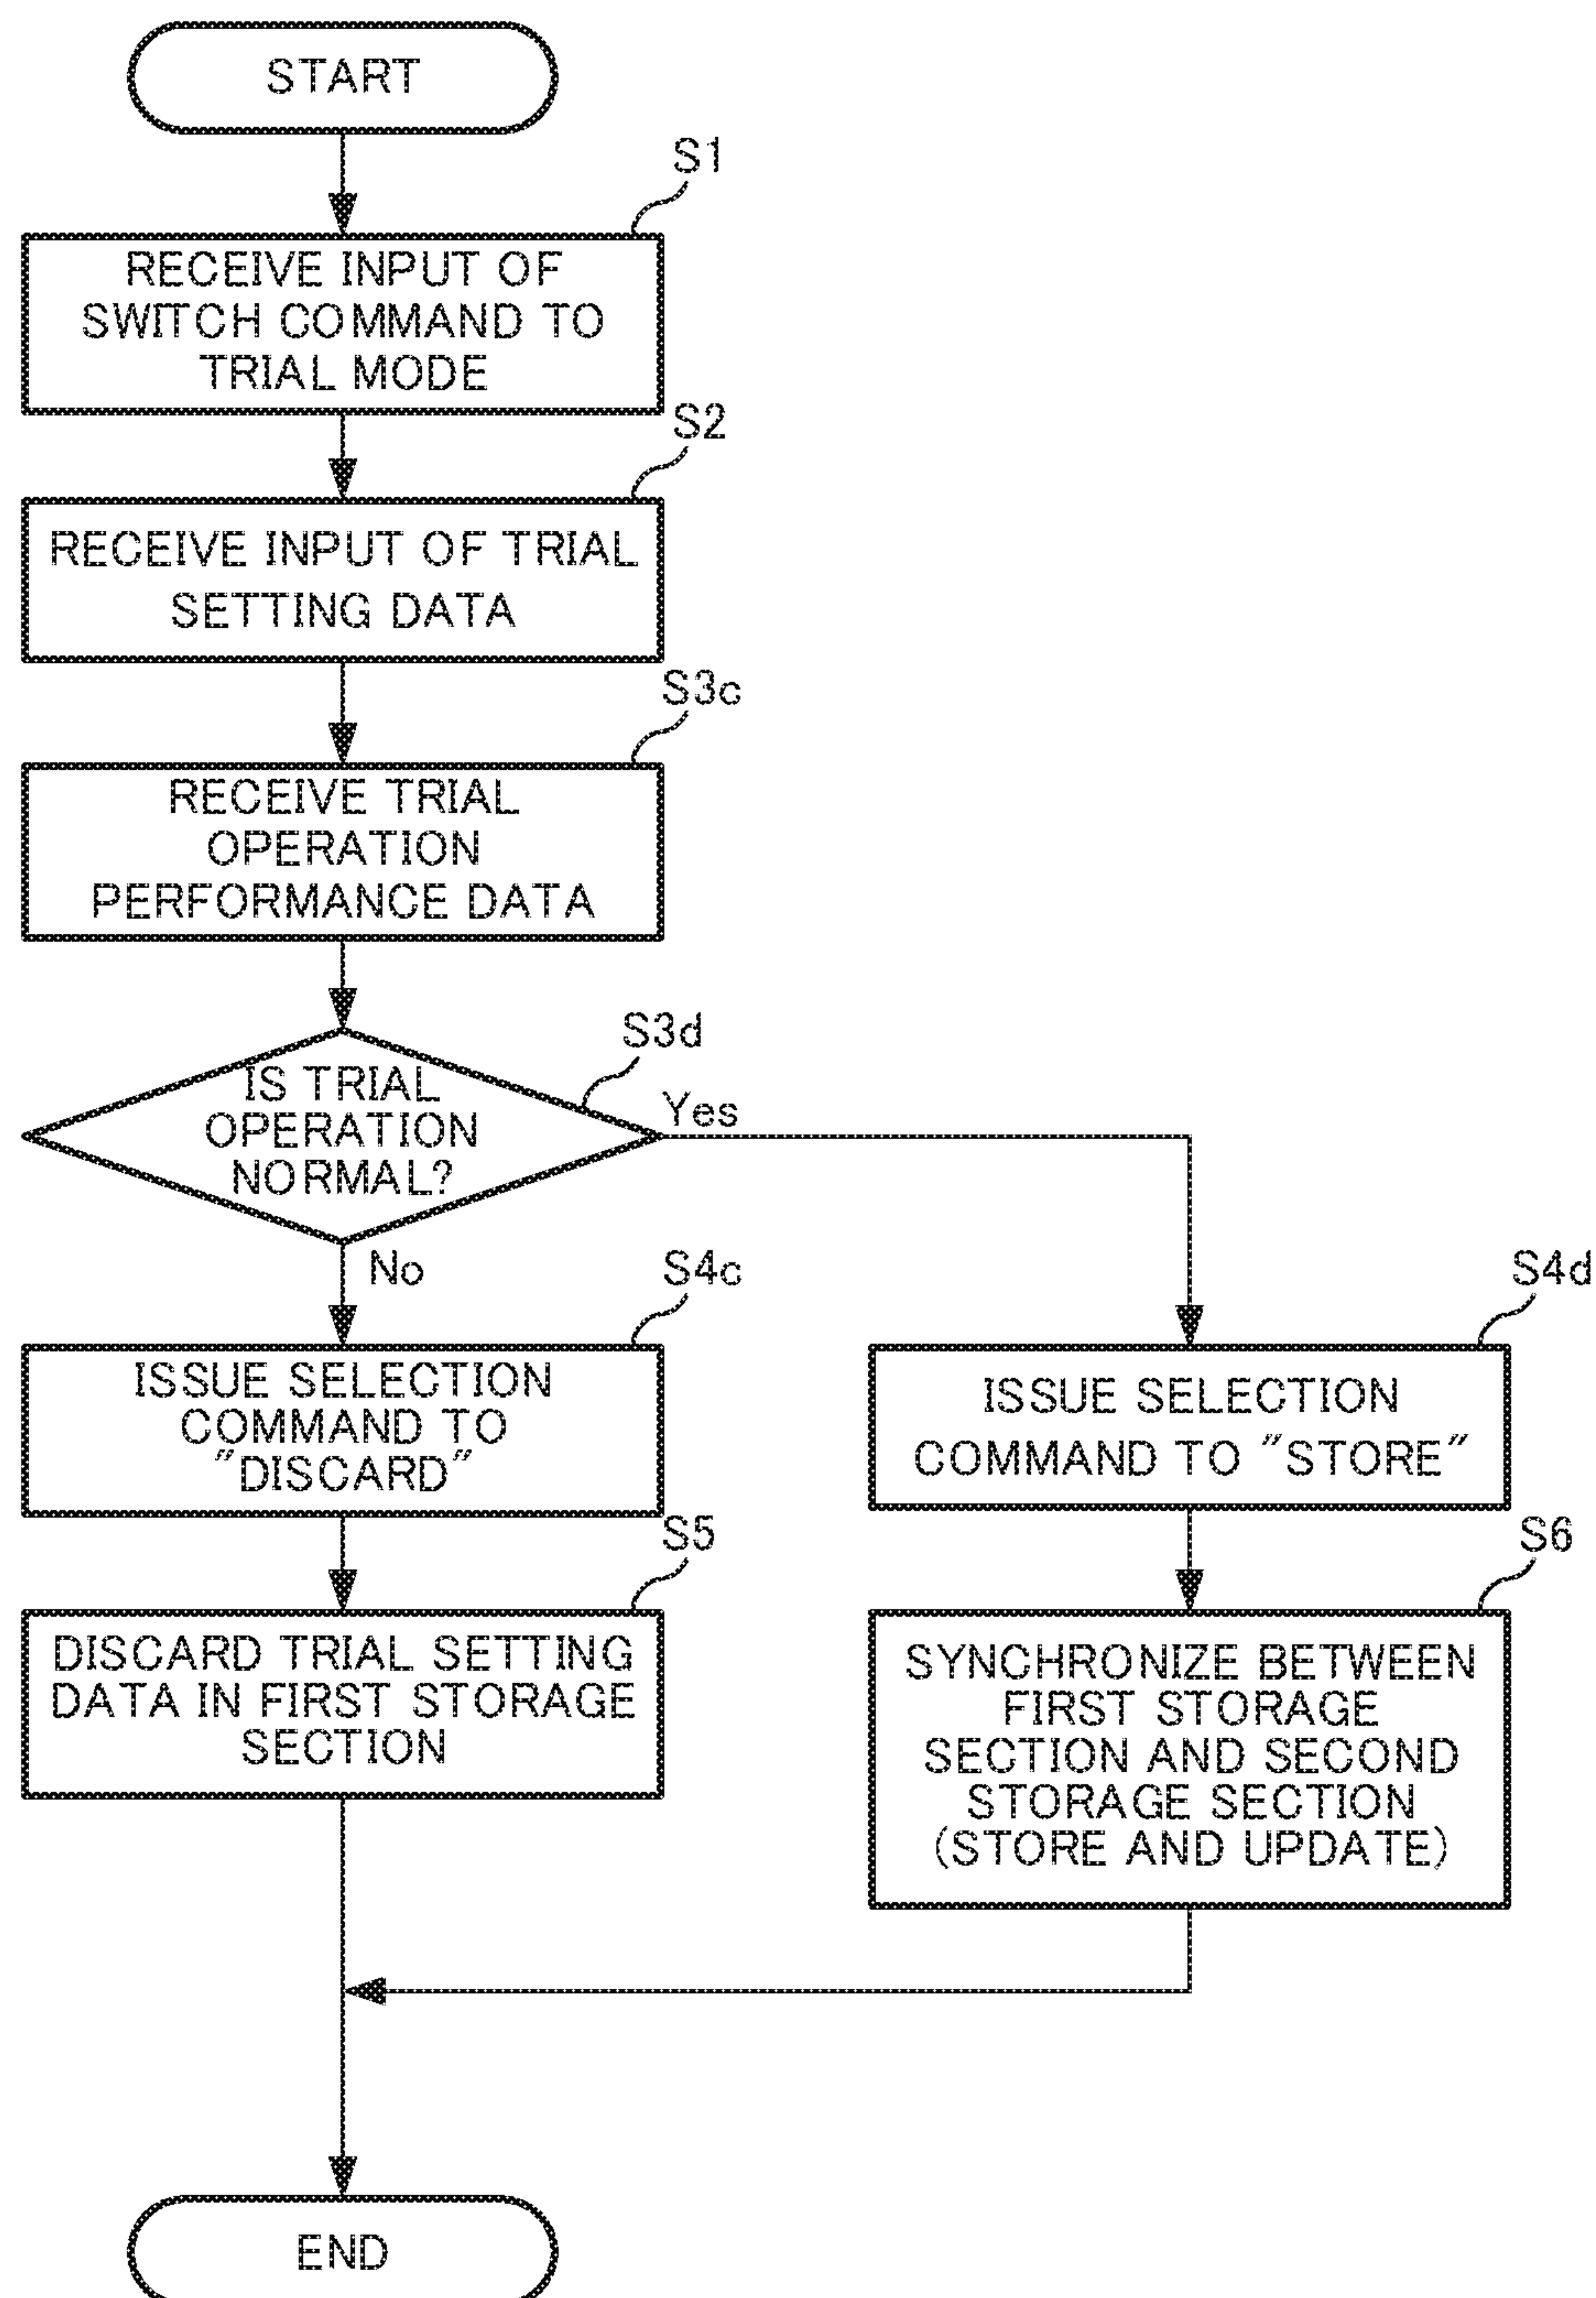 START
S1
RECEIVE INPUT OF
SWITCH COMMAND TO
TRIAL MODE
S2
RECEIVE INPUT OF TRIAL
SETTING DATA
S3c
RECEIVE TRIAL
OPERATION
PERFORMANCE DATA
S3d
IS TRIAL
OPERATION
NORMAL?
Yes
No
S4c
ISSUE SELECTION
COMMAND TO
"DISCARD"
S5
DISCARD TRIAL SETTING
DATA IN FIRST STORAGE
SECTION
S4d
ISSUE SELECTION
COMMAND TO "STORE"
S6
SYNCHRONIZE BETWEEN
FIRST STORAGE
SECTION AND SECOND
STORAGE SECTION
(STORE AND UPDATE)
END